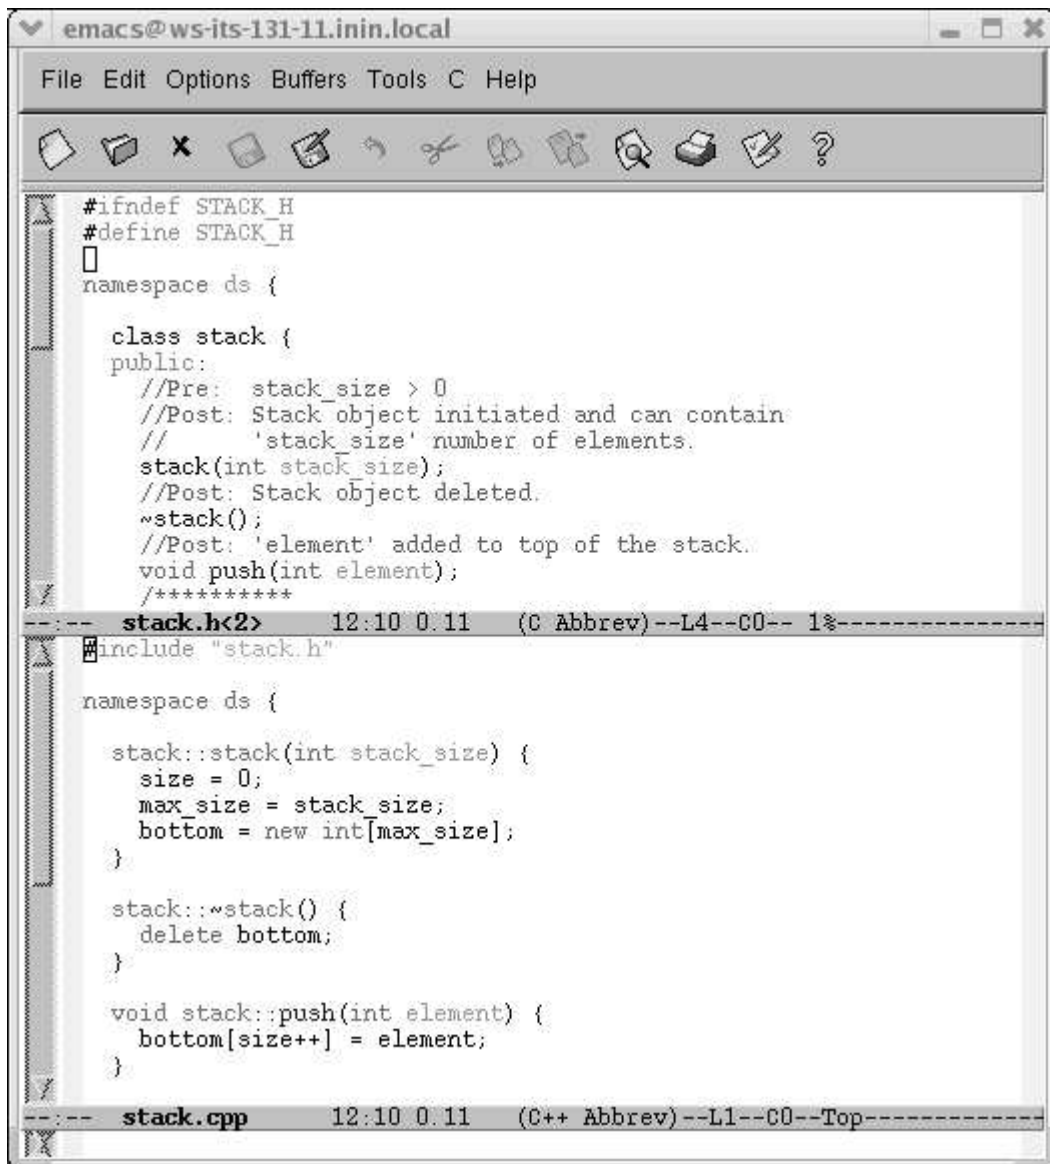 emacs@ws-its-131-11.inin.local
File Edit Options Buffers Tools C Help
#ifndef STACK_H
#define STACK_H
namespace ds {
class stack {
public:
//Pre: stack_size > 0
//Post: Stack object initiated and can contain
// 'stack_size' number of elements.
stack(int stack_size);
//Post: Stack object deleted.
~stack();
//Post: 'element' added to top of the stack.
void push(int element);
/**********
--:-- stack.h<2> 12:10 0.11 (C Abbrev)--L4--C0-- 1%----------------
#include "stack.h"
namespace ds {
stack::stack(int stack_size) {
size = 0;
max_size = stack_size;
bottom = new int[max_size];
}
stack::~stack() {
delete bottom;
}
void stack::push(int element) {
bottom[size++] = element;
}
--:-- stack.cpp 12:10 0.11 (C++ Abbrev)--L1--C0--Top--------------